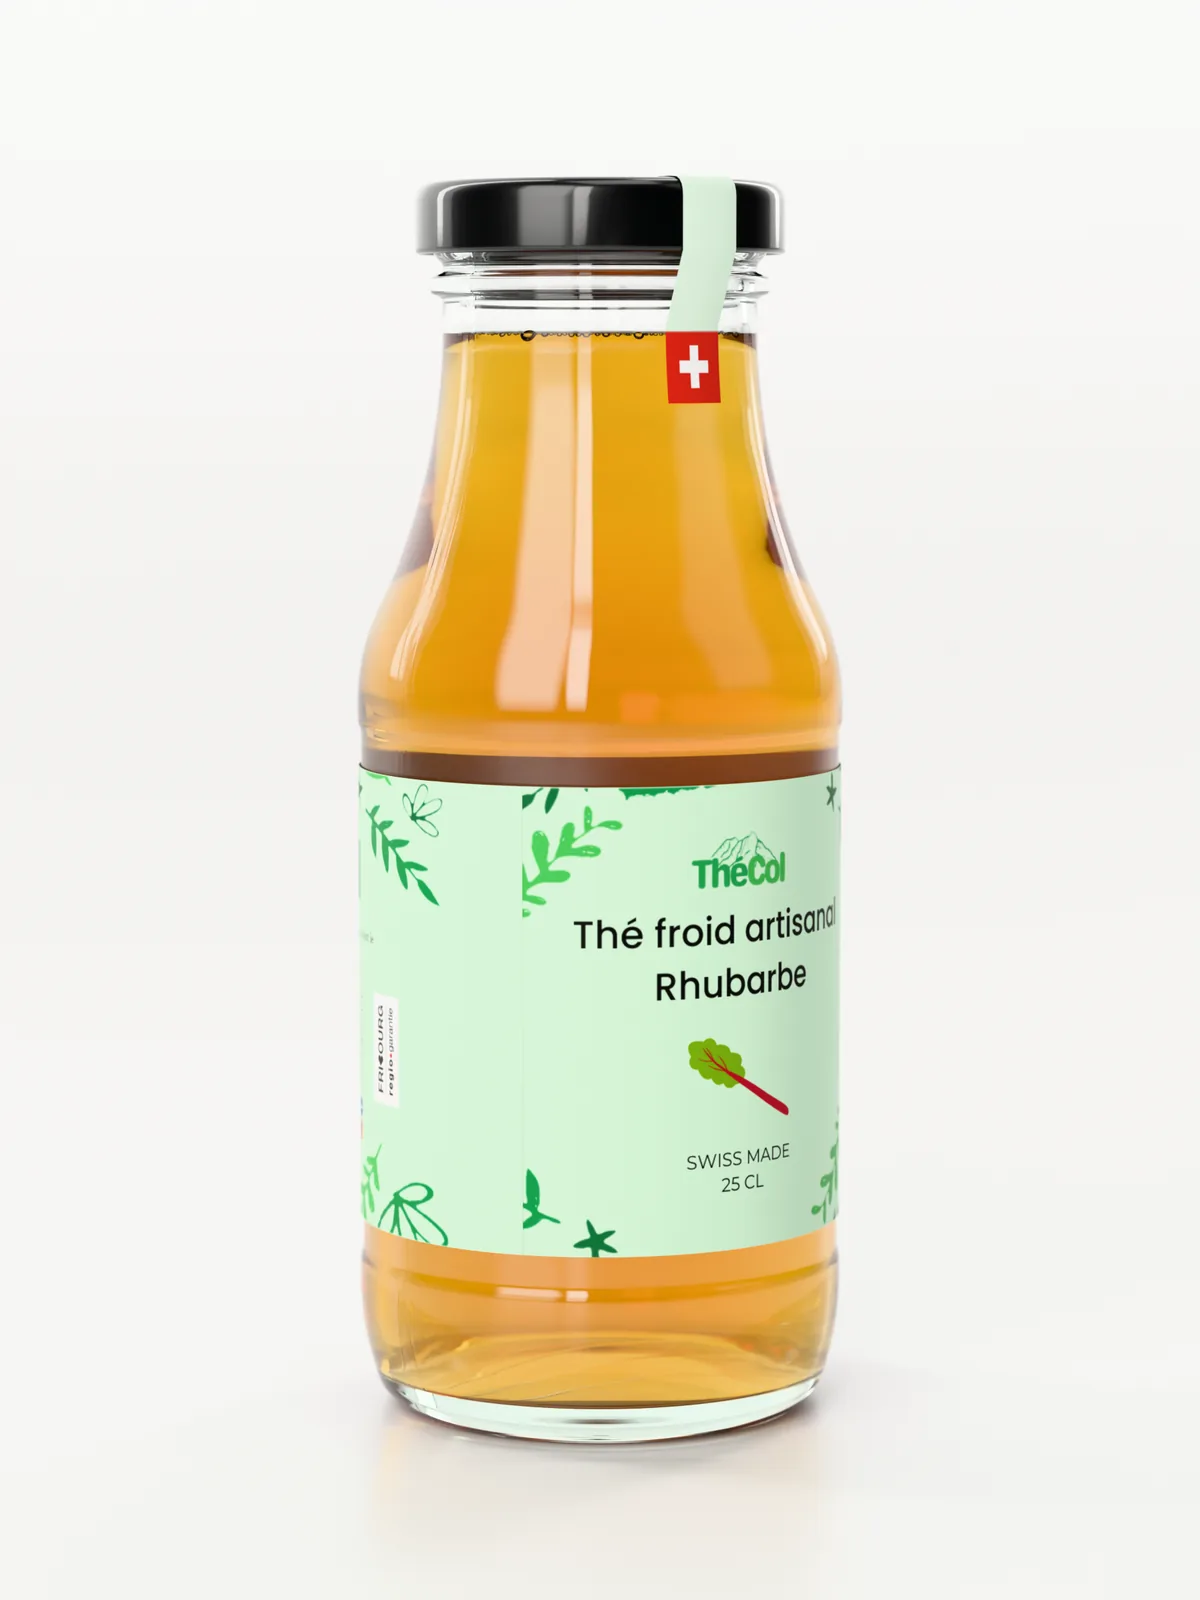 ThéCol
Thé froid artisanal
Rhubarbe
SWISS MADE
25 CL
FRIBOURG
regio•garantie